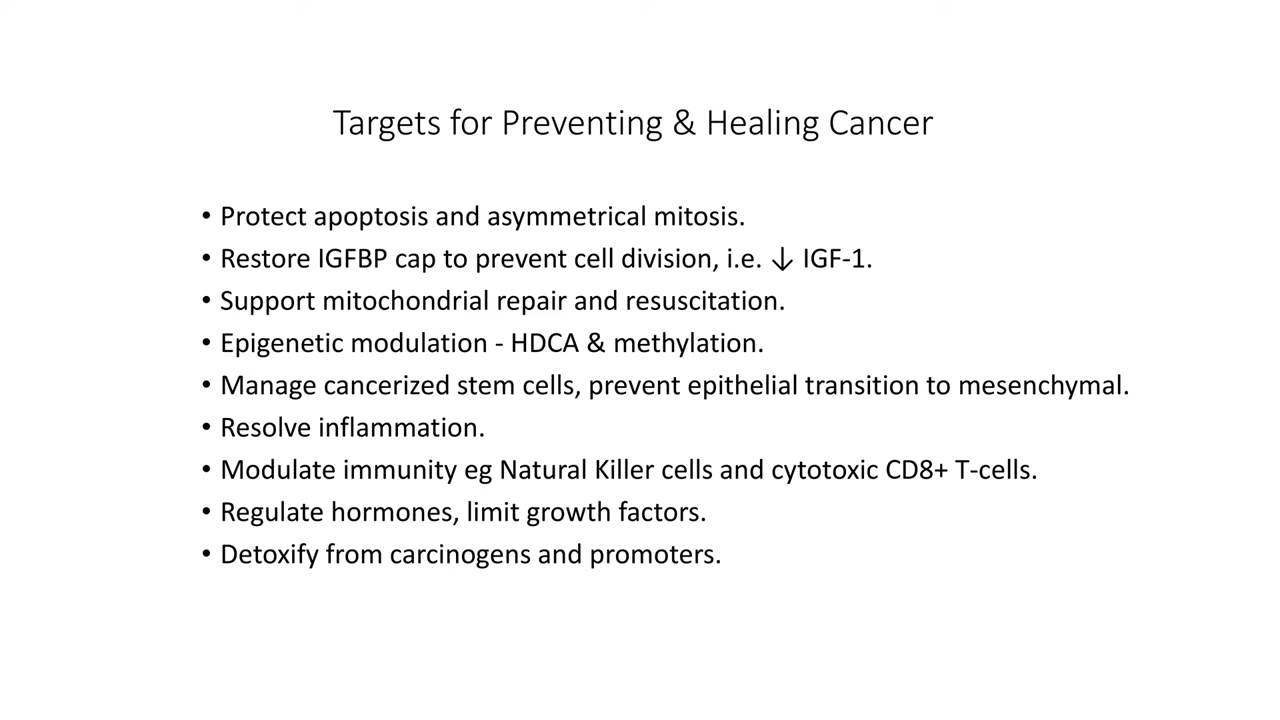 Targets for Preventing & Healing Cancer
• Protect apoptosis and asymmetrical mitosis.
• Restore IGFBP cap to prevent cell division, i.e. ↓ IGF-1.
• Support mitochondrial repair and resuscitation.
• Epigenetic modulation - HDCA & methylation.
• Manage cancerized stem cells, prevent epithelial transition to mesenchymal.
• Resolve inflammation.
• Modulate immunity eg Natural Killer cells and cytotoxic CD8+ T-cells.
• Regulate hormones, limit growth factors.
• Detoxify from carcinogens and promoters.